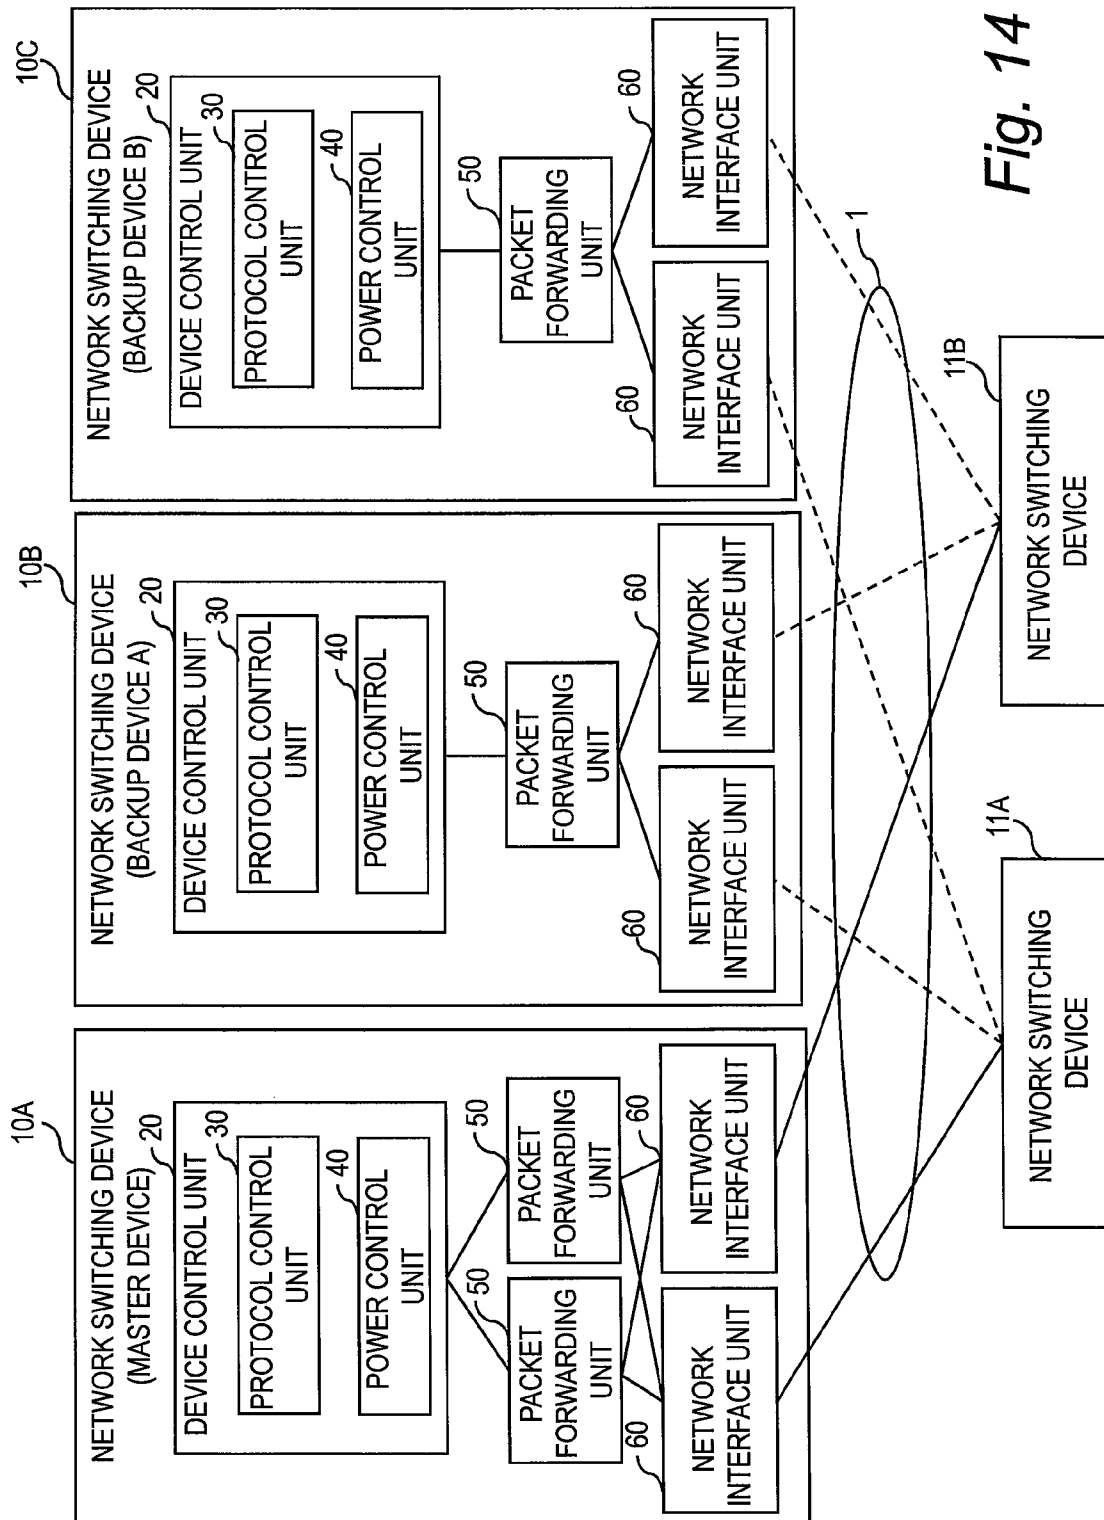 10A
NETWORK SWITCHING DEVICE
(MASTER DEVICE)
20
DEVICE CONTROL UNIT
30
PROTOCOL CONTROL
UNIT
40
POWER CONTROL
UNIT
50
PACKET
FORWARDING
UNIT
50
PACKET
FORWARDING
UNIT
60
NETWORK
INTERFACE UNIT
60
NETWORK
INTERFACE UNIT
10B
NETWORK SWITCHING DEVICE
(BACKUP DEVICE A)
20
DEVICE CONTROL UNIT
30
PROTOCOL CONTROL
UNIT
40
POWER CONTROL
UNIT
50
PACKET
FORWARDING
UNIT
60
NETWORK
INTERFACE UNIT
60
NETWORK
INTERFACE UNIT
10C
NETWORK SWITCHING DEVICE
(BACKUP DEVICE B)
20
DEVICE CONTROL UNIT
30
PROTOCOL CONTROL
UNIT
40
POWER CONTROL
UNIT
50
PACKET
FORWARDING
UNIT
60
NETWORK
INTERFACE UNIT
60
NETWORK
INTERFACE UNIT
1
11A
NETWORK SWITCHING
DEVICE
11B
NETWORK SWITCHING
DEVICE
Fig. 14